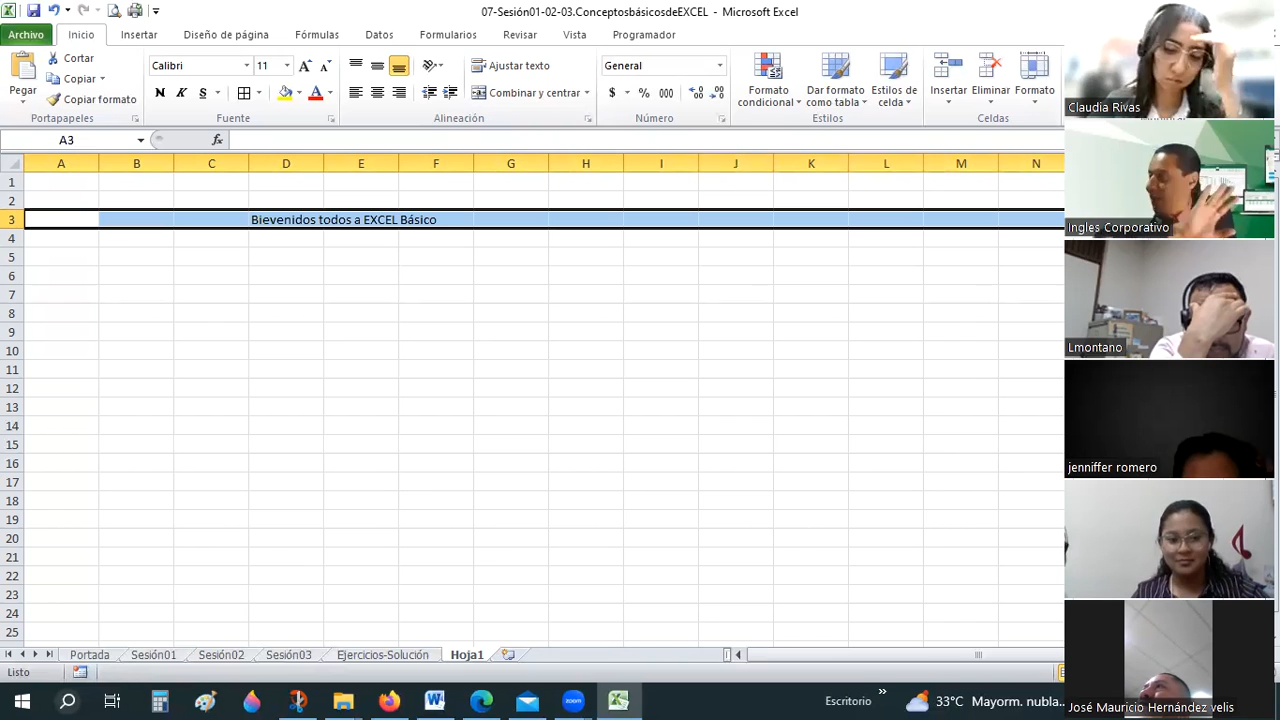 07-Sesión01-02-03.ConceptosbásicosdeEXCEL - Microsoft Excel
Archivo Inicio Insertar Diseño de página Fórmulas Datos Formularios Revisar Vista Programador
Pegar
Cortar
Copiar
Copiar formato
Portapapeles
Calibri 11
N K S
Fuente
Ajustar texto
Combinar y centrar
Alineación
General
$ % 000
Número
Formato condicional
Dar formato como tabla
Estilos de celda
Estilos
Insertar Eliminar Formato
Celdas
A3 fx
A B C D E F G H I J K L M N
1
2
3 Bievenidos todos a EXCEL Básico
4
5
6
7
8
9
10
11
12
13
14
15
16
17
18
19
20
21
22
23
24
25
Portada Sesión01 Sesión02 Sesión03 Ejercicios-Solución Hoja1
Listo
Escritorio » 33°C Mayorm. nubla...
Claudia Rivas
Ingles Corporativo
Lmontano
jenniffer romero
José Mauricio Hernández velis